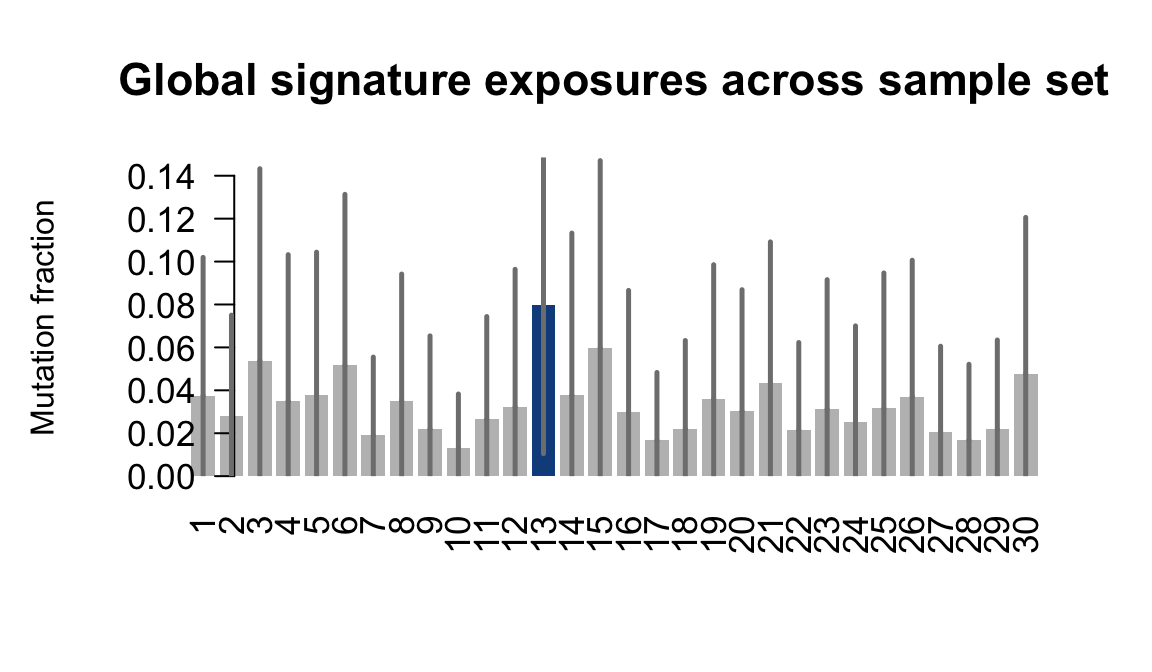 Global signature exposures across sample set
Mutation fraction
0.14
0.12
0.10
0.08
0.06
0.04
0.02
0.00
1 2 3 4 5 6 7 8 9 10 11 12 13 14 15 16 17 18 19 20 21 22 23 24 25 26 27 28 29 30